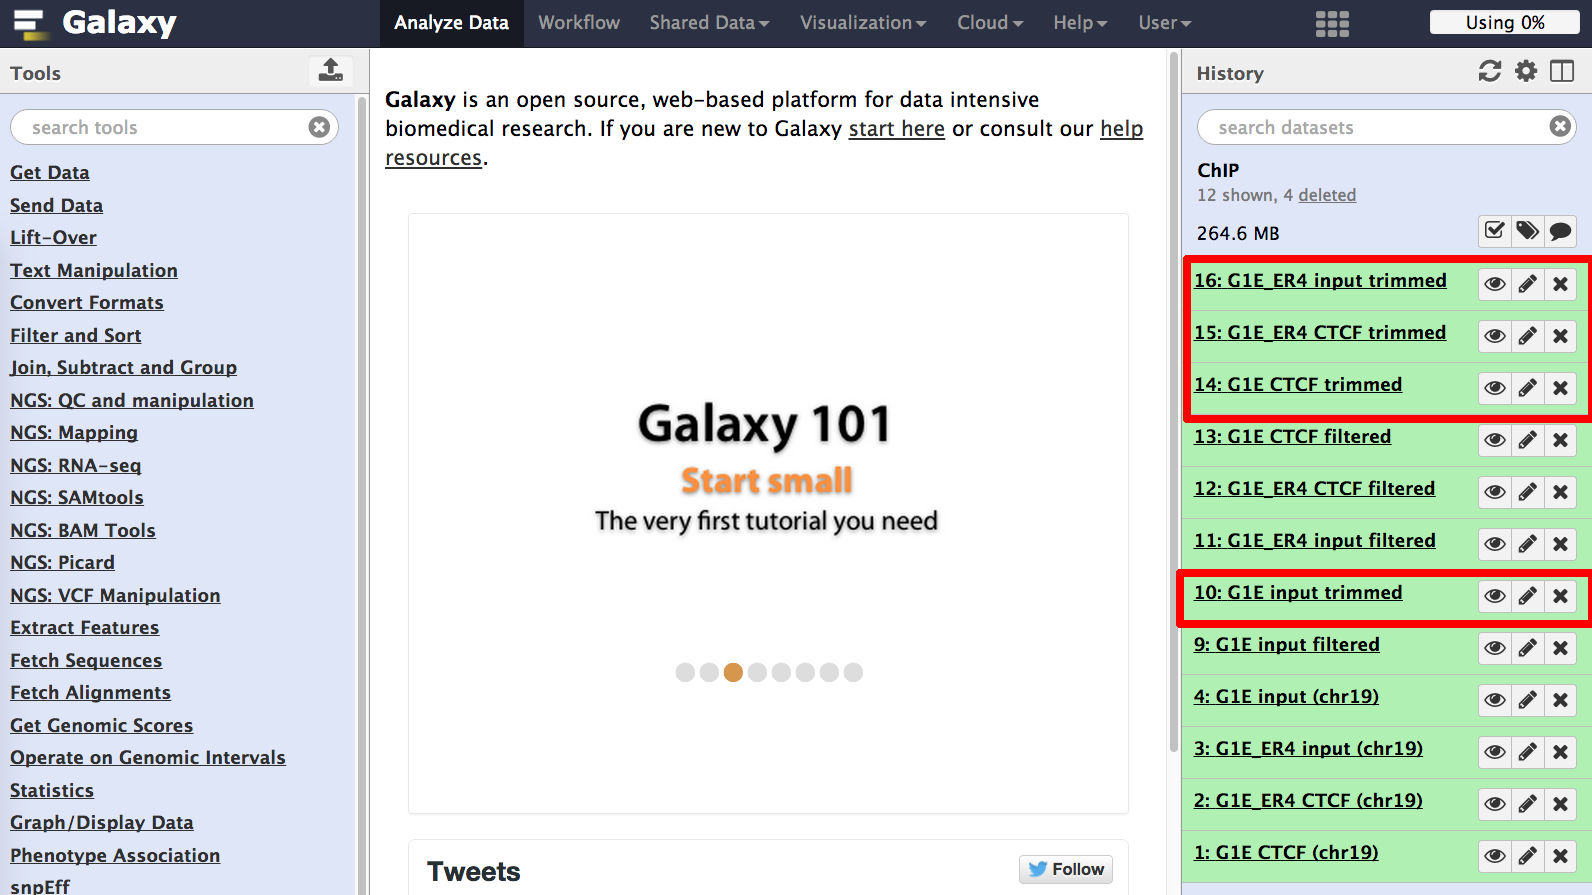 Galaxy
Analyze Data
Workflow
Shared Data
Visualization
Cloud
Help
User
Using 0%
Tools
search tools
Get Data
Send Data
Lift-Over
Text Manipulation
Convert Formats
Filter and Sort
Join, Subtract and Group
NGS: QC and manipulation
NGS: Mapping
NGS: RNA-seq
NGS: SAMtools
NGS: BAM Tools
NGS: Picard
NGS: VCF Manipulation
Extract Features
Fetch Sequences
Fetch Alignments
Get Genomic Scores
Operate on Genomic Intervals
Statistics
Graph/Display Data
Phenotype Association
snpEff
Galaxy is an open source, web-based platform for data intensive
biomedical research. If you are new to Galaxy start here or consult our help
resources.
Galaxy 101
Start small
The very first tutorial you need
Tweets
Follow
History
search datasets
ChIP
12 shown, 4 deleted
264.6 MB
16: G1E_ER4 input trimmed
15: G1E_ER4 CTCF trimmed
14: G1E CTCF trimmed
13: G1E CTCF filtered
12: G1E_ER4 CTCF filtered
11: G1E_ER4 input filtered
10: G1E input trimmed
9: G1E input filtered
4: G1E input (chr19)
3: G1E_ER4 input (chr19)
2: G1E_ER4 CTCF (chr19)
1: G1E CTCF (chr19)